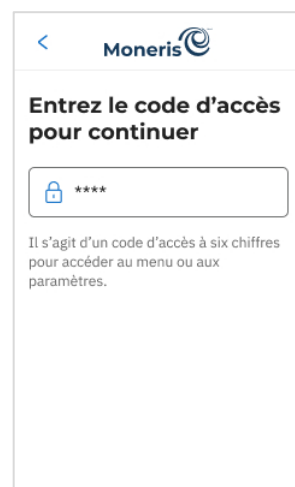 Moneris
Entrez le code d’accès
pour continuer
****
Il s’agit d’un code d’accès à six chiffres
pour accéder au menu ou aux
paramètres.